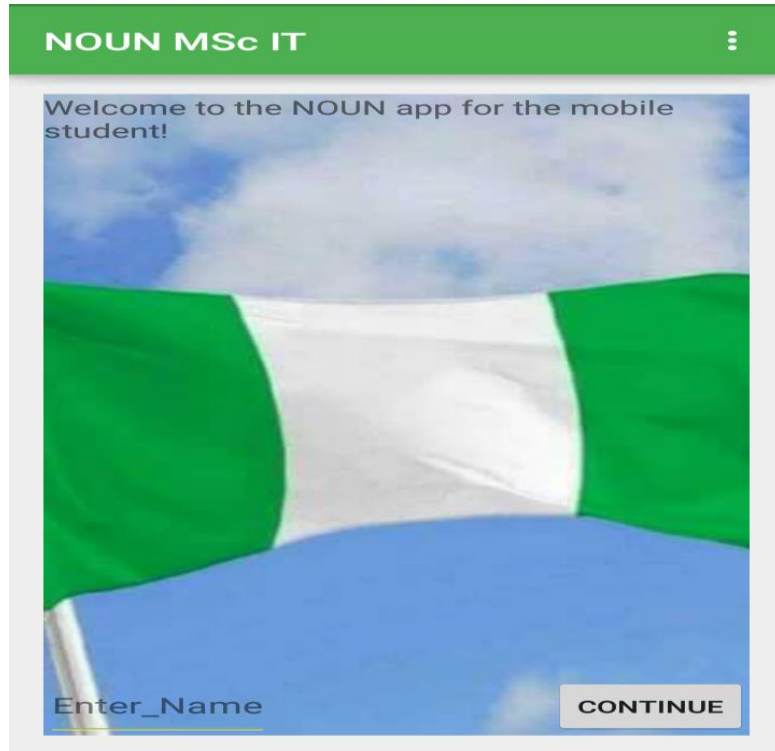 NOUN MSc IT
Welcome to the NOUN app for the mobile
student!
Enter_Name
CONTINUE